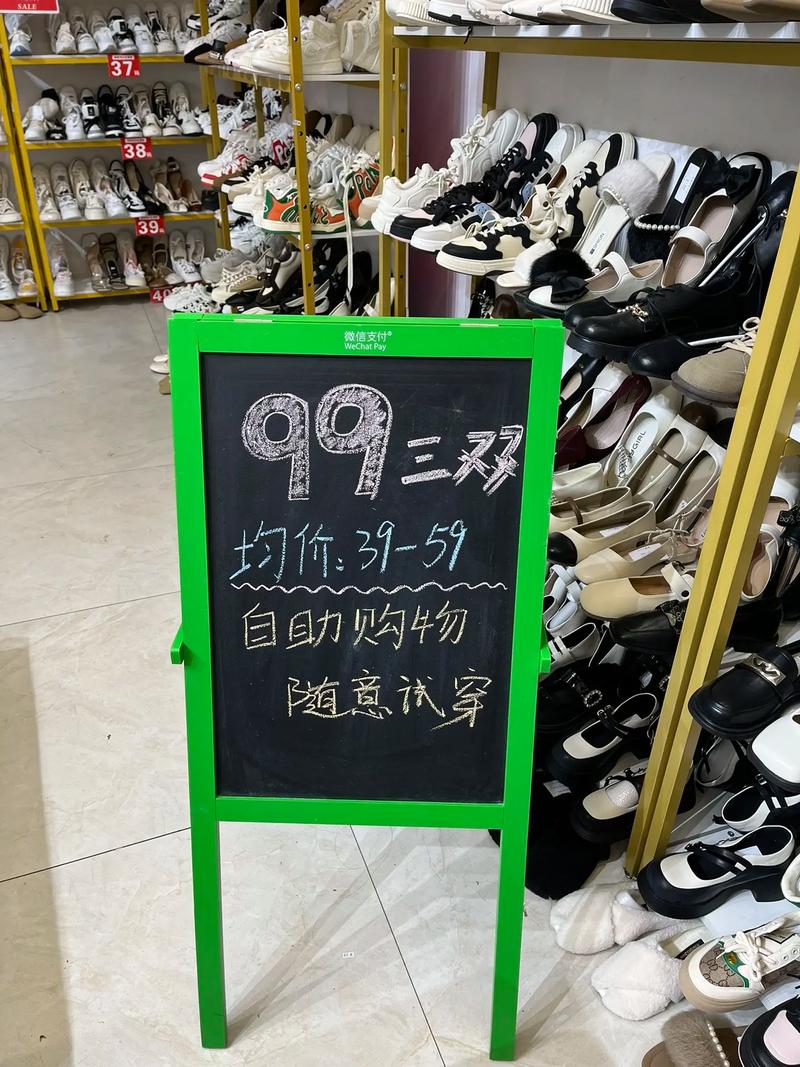 SALE
37
38
39
微信支付®
WeChat Pay
99三双
均价:39-59
自助购物
随意试穿